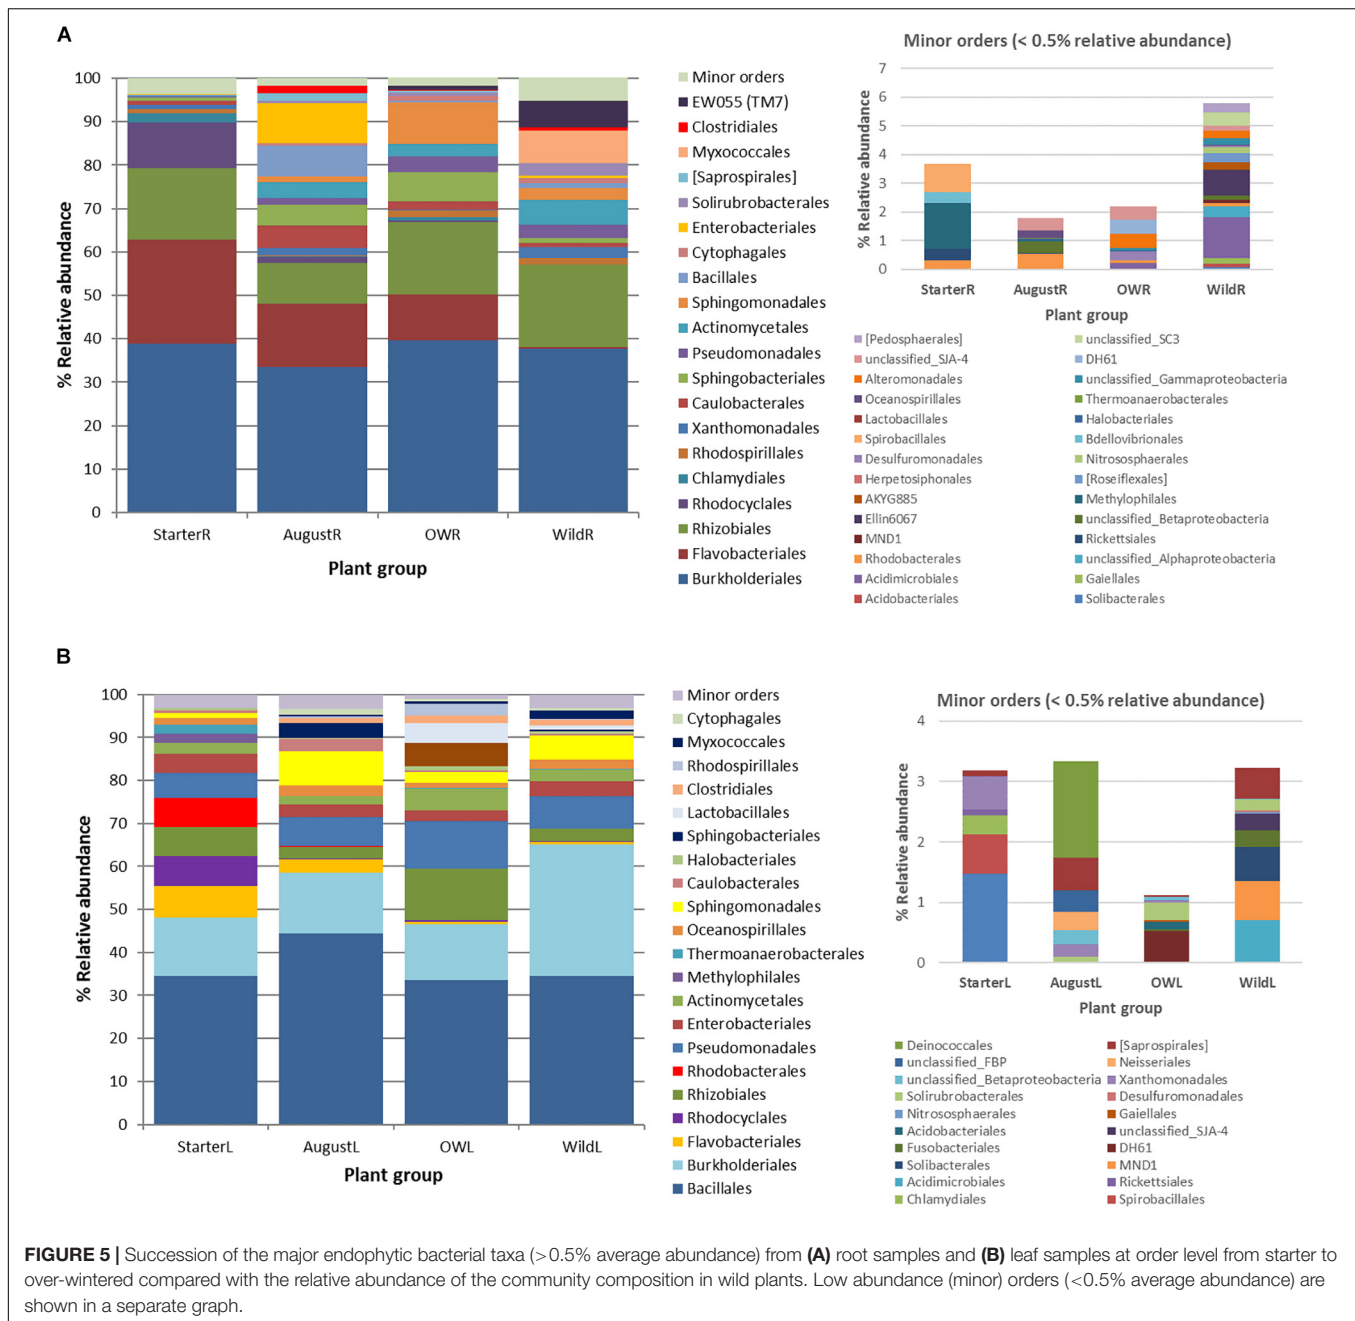 A
Minor orders (< 0.5% relative abundance)
100
90
80
70
60
50
40
30
20
10
0
% Relative abundance
StarterR AugustR OWR WildR
Plant group
Minor orders
EW055 (TM7)
Clostridiales
Myxococcales
[Saprospirales]
Solirubrobacterales
Enterobacteriales
Cytophagales
Bacillales
Sphingomonadales
Actinomycetales
Pseudomonadales
Sphingobacteriales
Caulobacterales
Xanthomonadales
Rhodospirillales
Chlamydiales
Rhodocyclales
Rhizobiales
Flavobacteriales
Burkholderiales
7
6
5
4
3
2
1
0
% Relative abundance
StarterR AugustR OWR WildR
Plant group
[Pedosphaerales] unclassified_SC3
unclassified_SJA-4 DH61
Alteromonadales unclassified_Gammaproteobacteria
Oceanospirillales Thermoanaerobacterales
Lactobacillales Halobacteriales
Spirobacillales Bdellovibrionales
Desulfuromonadales Nitrososphaerales
Herpetosiphonales [Roseiflexales]
AKYG885 Methylophilales
Ellin6067 unclassified_Betaproteobacteria
MND1 Rickettsiales
Rhodobacterales unclassified_Alphaproteobacteria
Acidimicrobiales Gaiellales
Acidobacteriales Solibacterales
B
100
90
80
70
60
50
40
30
20
10
0
% Relative abundance
StarterL AugustL OWL WildL
Plant group
Minor orders
Cytophagales
Myxococcales
Rhodospirillales
Clostridiales
Lactobacillales
Sphingobacteriales
Halobacteriales
Caulobacterales
Sphingomonadales
Oceanospirillales
Thermoanaerobacterales
Methylophilales
Actinomycetales
Enterobacteriales
Pseudomonadales
Rhodobacterales
Rhizobiales
Rhodocyclales
Flavobacteriales
Burkholderiales
Bacillales
Minor orders (< 0.5% relative abundance)
4
3
2
1
0
% Relative abundance
StarterL AugustL OWL WildL
Plant group
Deinococcales [Saprospirales]
unclassified_FBP Neisseriales
unclassified_Betaproteobacteria Xanthomonadales
Solirubrobacterales Desulfuromonadales
Nitrososphaerales Gaiellales
Acidobacteriales unclassified_SJA-4
Fusobacteriales DH61
Solibacterales MND1
Acidimicrobiales Rickettsiales
Chlamydiales Spirobacillales
FIGURE 5 | Succession of the major endophytic bacterial taxa (>0.5% average abundance) from (A) root samples and (B) leaf samples at order level from starter to
over-wintered compared with the relative abundance of the community composition in wild plants. Low abundance (minor) orders (<0.5% average abundance) are
shown in a separate graph.